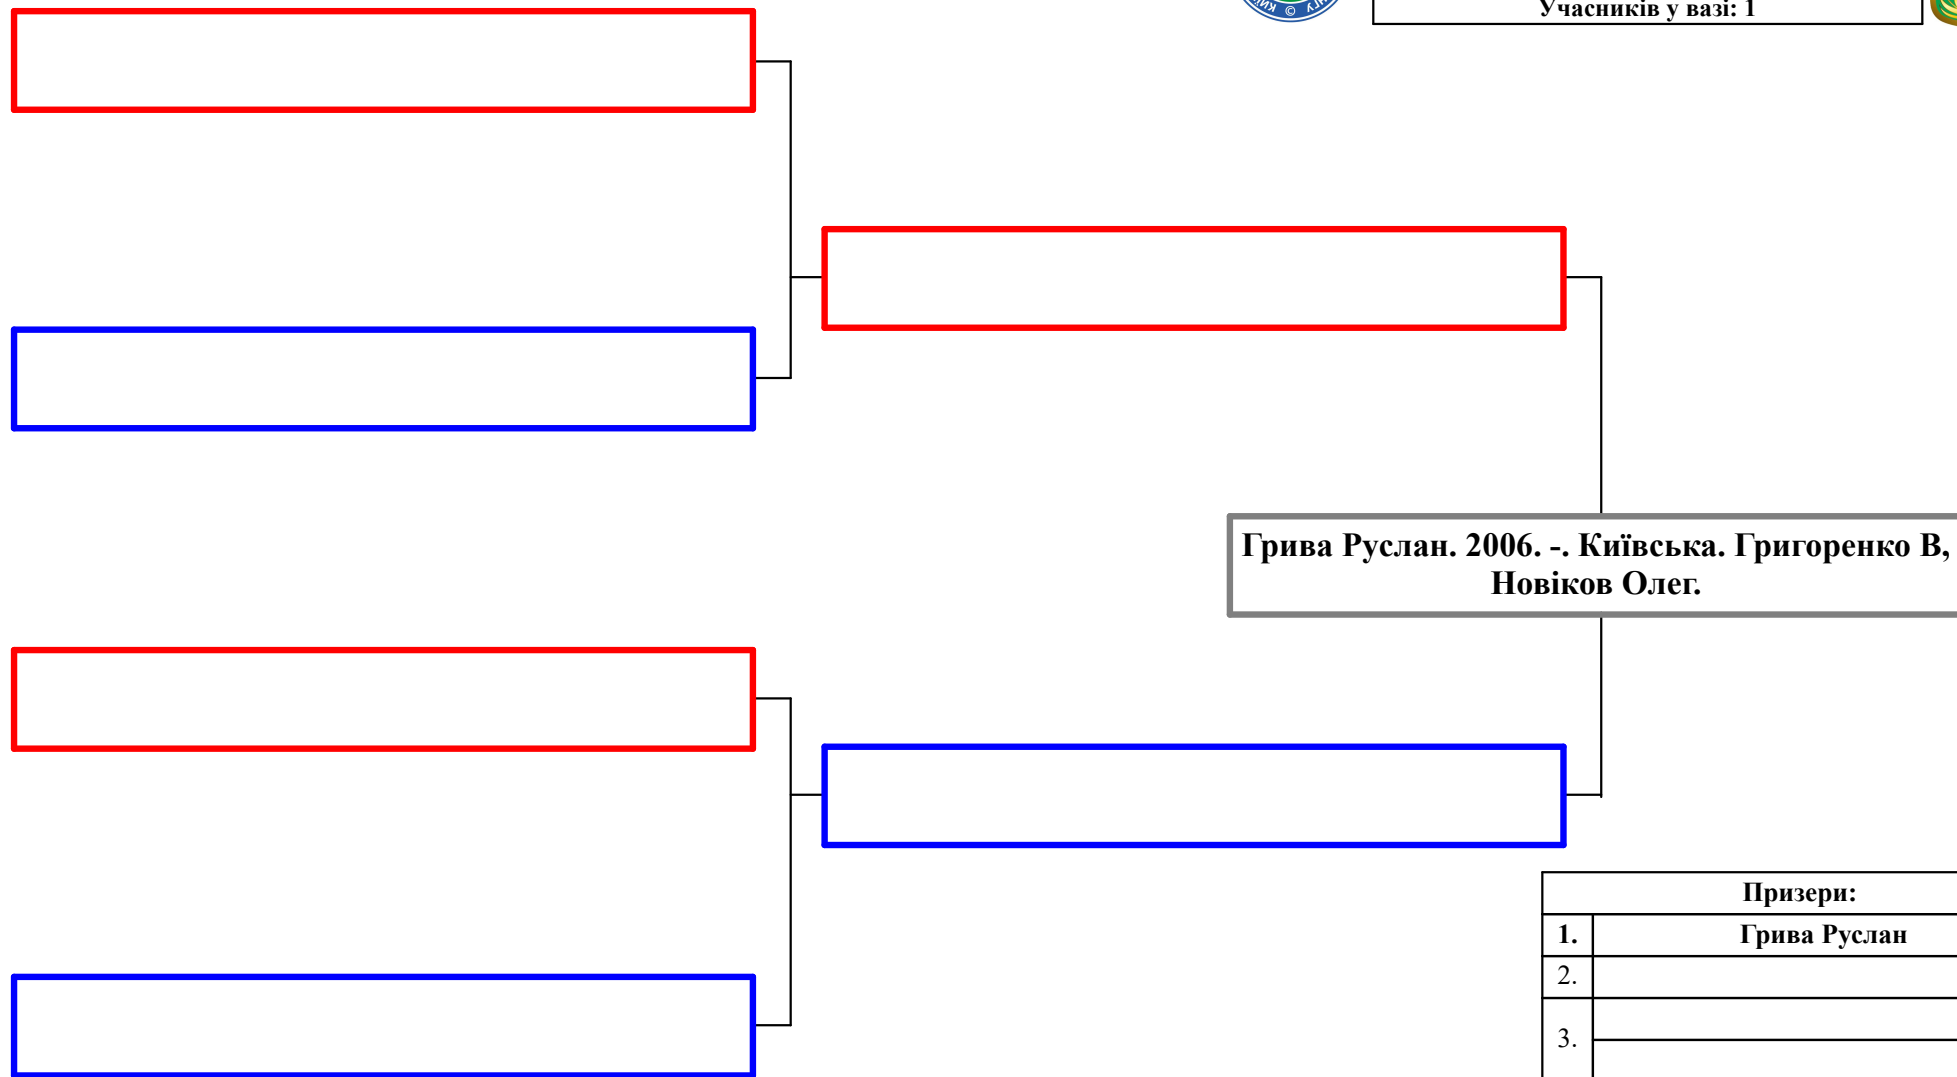 Учасників у вазі: 1
Грива Руслан. 2006. -. Київська. Григоренко В,
Новіков Олег.
Призери:
1. Грива Руслан
2.
3.